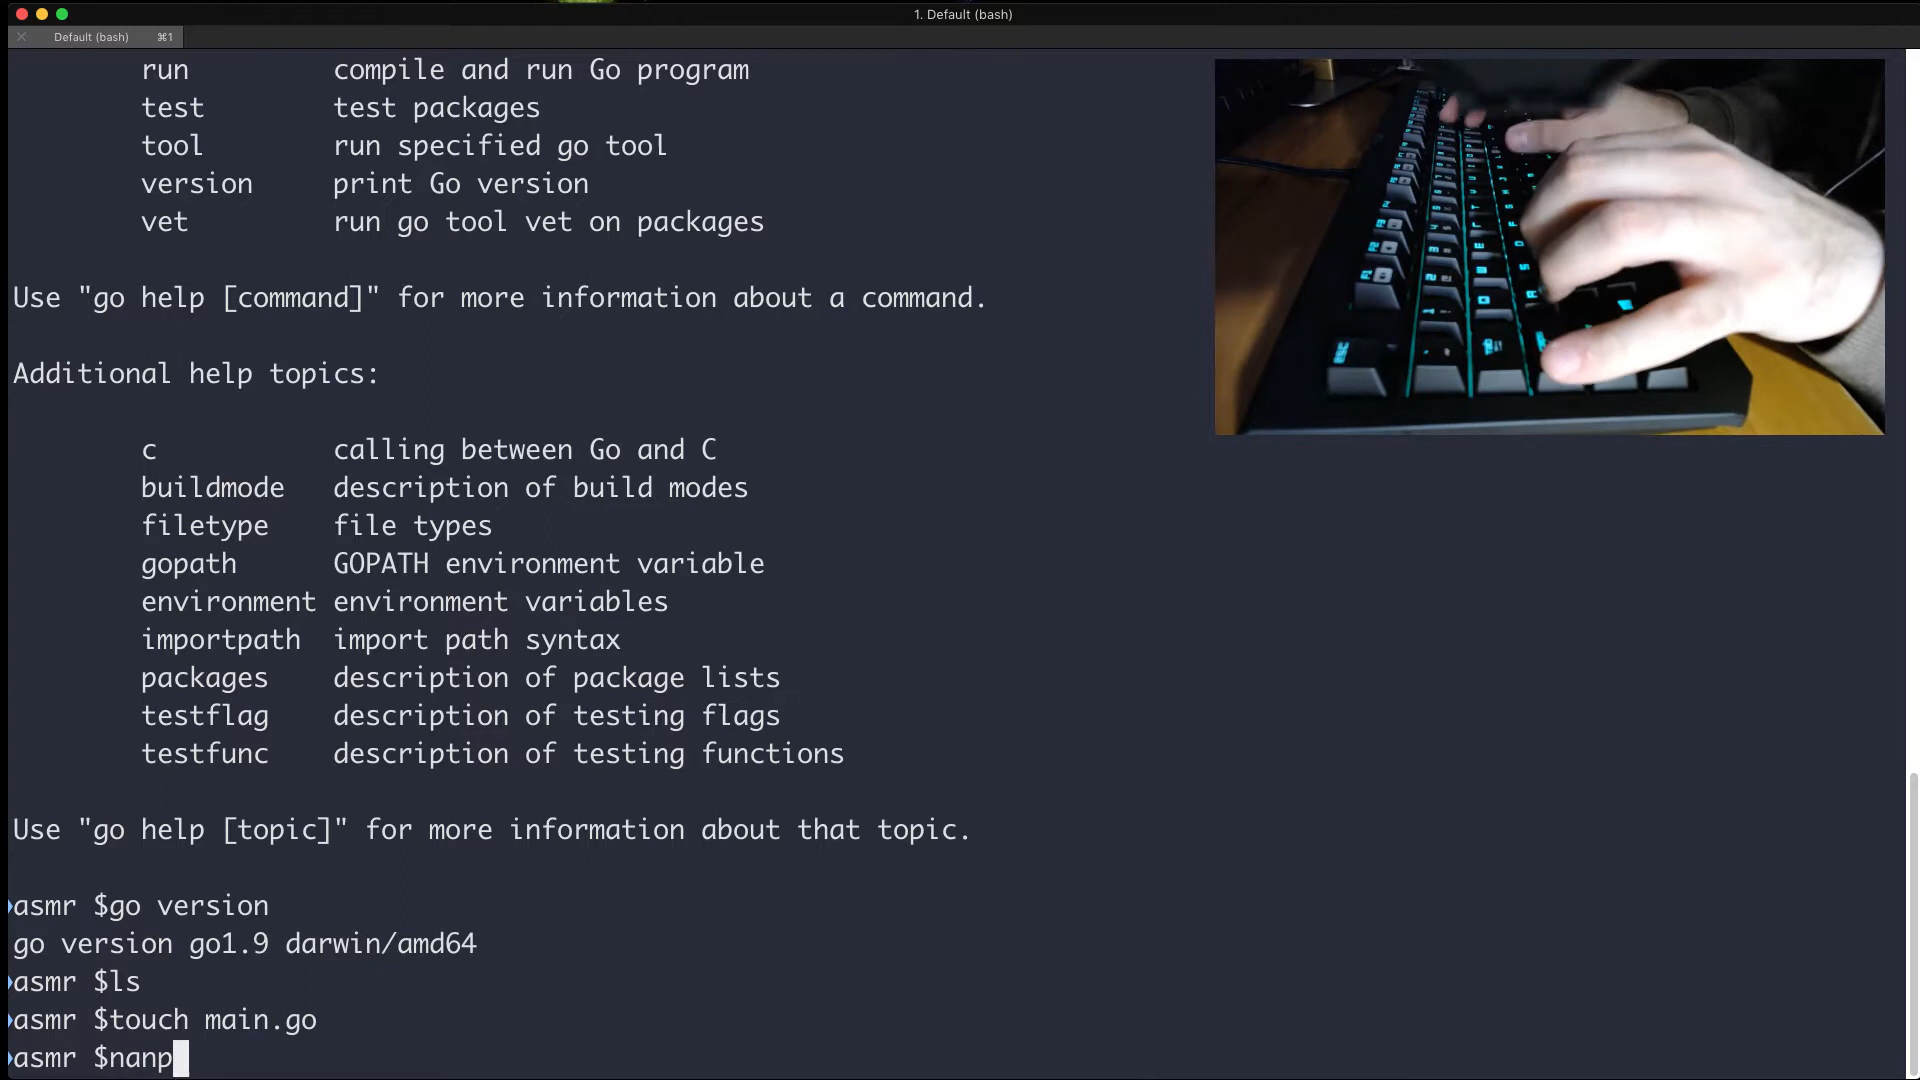 1. Default (bash)
Default (bash) ⌘1
run compile and run Go program
test test packages
tool run specified go tool
version print Go version
vet run go tool vet on packages
Use "go help [command]" for more information about a command.
Additional help topics:
c calling between Go and C
buildmode description of build modes
filetype file types
gopath GOPATH environment variable
environment environment variables
importpath import path syntax
packages description of package lists
testflag description of testing flags
testfunc description of testing functions
Use "go help [topic]" for more information about that topic.
asmr $go version
go version go1.9 darwin/amd64
asmr $ls
asmr $touch main.go
asmr $nanp